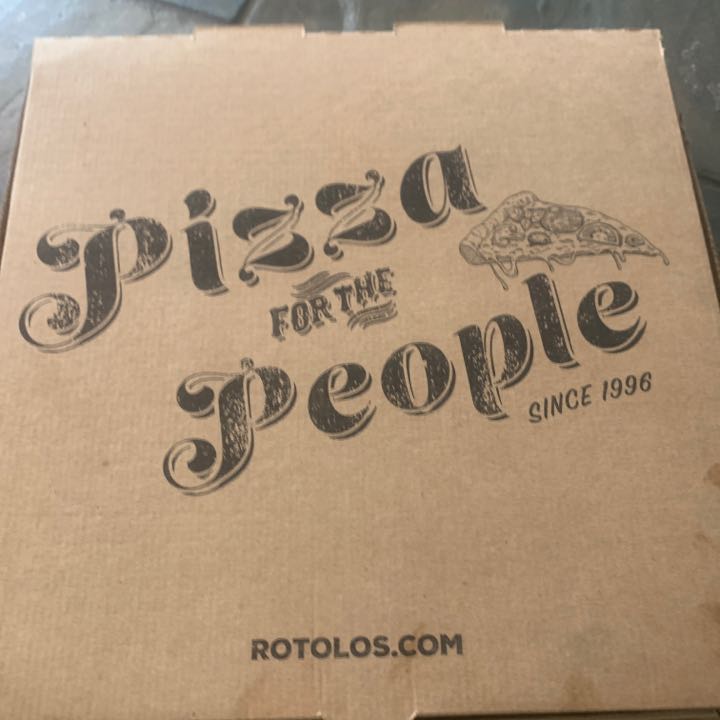 Pizza
FOR THE
People
SINCE 1996
ROTOLOS.COM